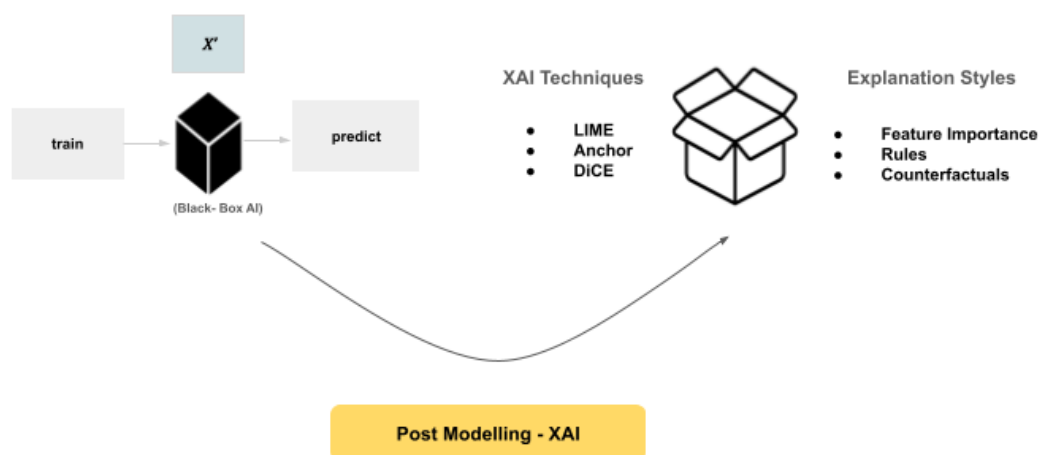 X'
train
predict
(Black- Box AI)
XAI Techniques
● LIME
● Anchor
● DiCE
Explanation Styles
● Feature Importance
● Rules
● Counterfactuals
Post Modelling - XAI